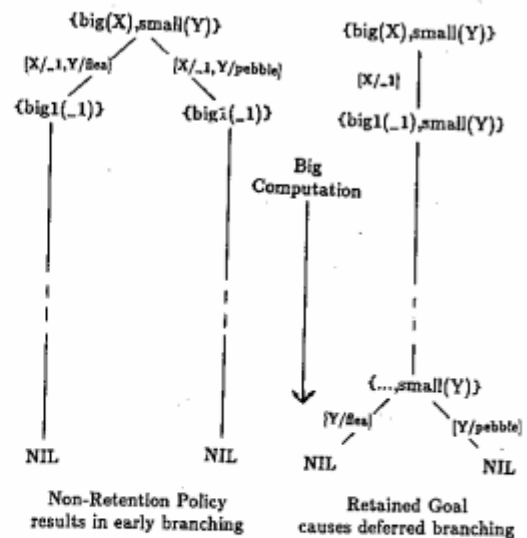 {big(X),small(Y)}
[X/_1,Y/flea]
[X/_1,Y/pebble]
{big1(_1)}
{big1(_1)}
NIL
NIL
Non-Retention Policy
results in early branching
Big
Computation
{big(X),small(Y)}
[X/_1]
{big1(_1),small(Y)}
{...,small(Y)}
[Y/flea]
[Y/pebble]
NIL
NIL
Retained Goal
causes deferred branching